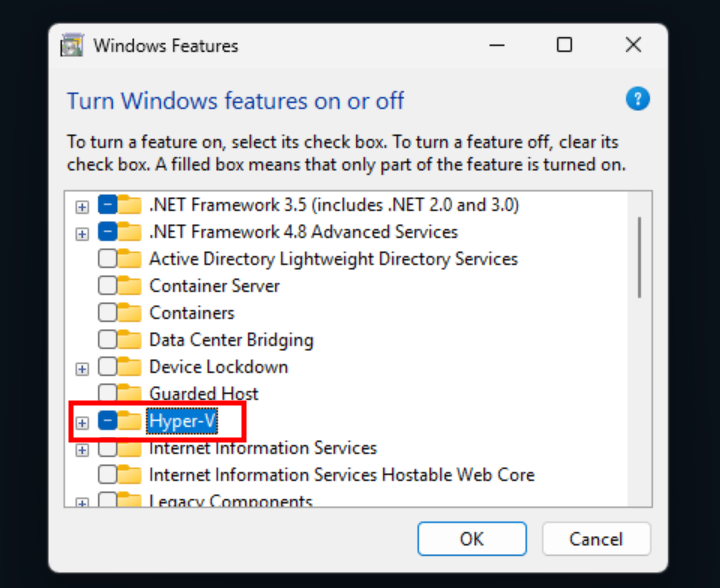 Windows Features
Turn Windows features on or off
?
To turn a feature on, select its check box. To turn a feature off, clear its
check box. A filled box means that only part of the feature is turned on.
.NET Framework 3.5 (includes .NET 2.0 and 3.0)
.NET Framework 4.8 Advanced Services
Active Directory Lightweight Directory Services
Container Server
Containers
Data Center Bridging
Device Lockdown
Guarded Host
Hyper-V
Internet Information Services
Internet Information Services Hostable Web Core
Legacy Components
OK
Cancel